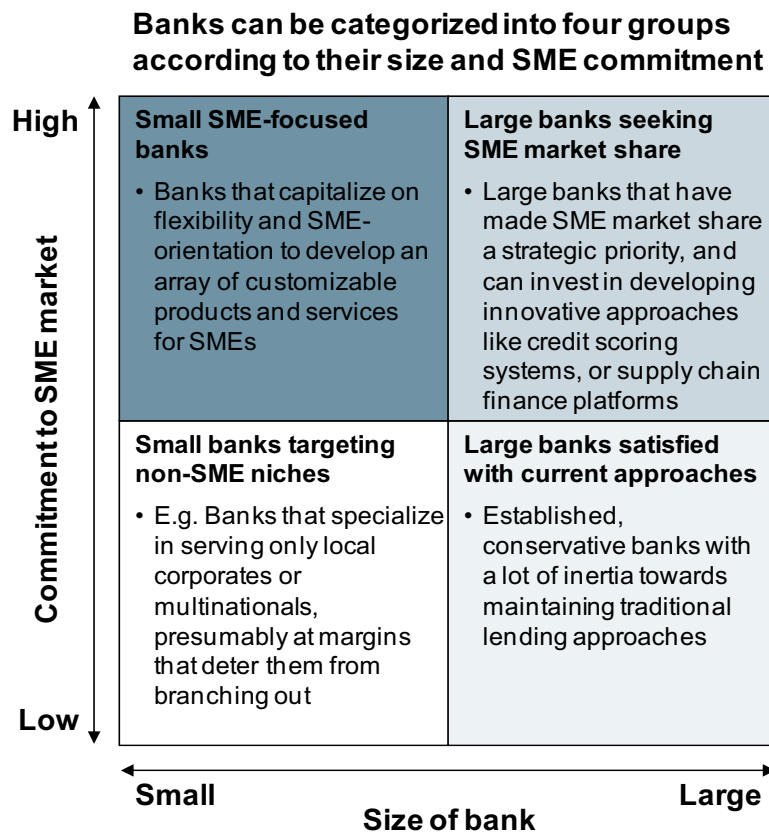 Banks can be categorized into four groups
according to their size and SME commitment
High
Small SME-focused
banks
• Banks that capitalize on
flexibility and SME-
orientation to develop an
array of customizable
products and services
for SMEs
Large banks seeking
SME market share
• Large banks that have
made SME market share
a strategic priority, and
can invest in developing
innovative approaches
like credit scoring
systems, or supply chain
finance platforms
Commitment to SME market
Small banks targeting
non-SME niches
• E.g. Banks that specialize
in serving only local
corporates or
multinationals,
presumably at margins
that deter them from
branching out
Large banks satisfied
with current approaches
• Established,
conservative banks with
a lot of inertia towards
maintaining traditional
lending approaches
Low
Small
Large
Size of bank